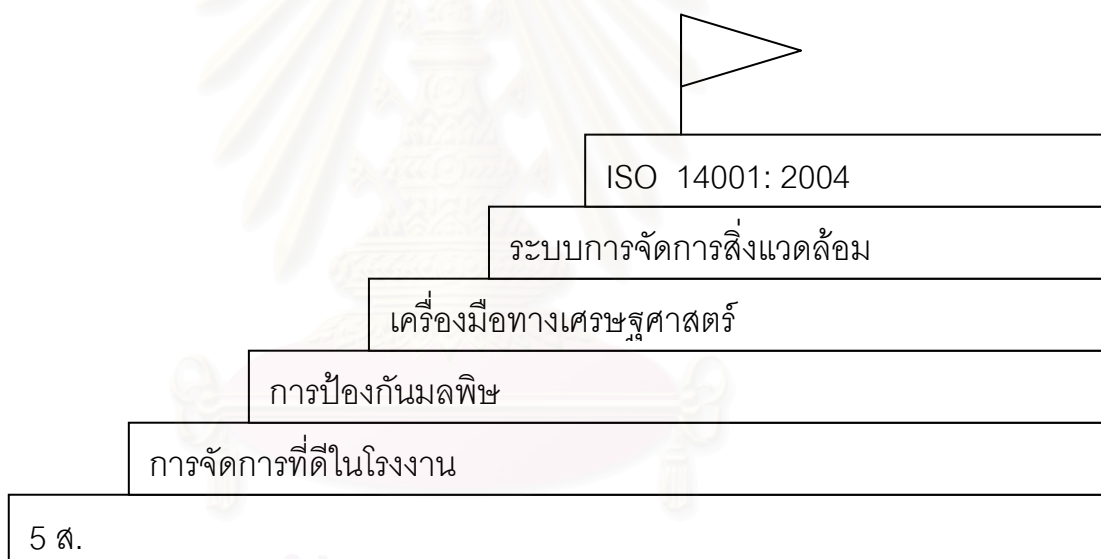 ISO 14001: 2004
ระบบการจัดการสิ่งแวดล้อม
เครื่องมือทางเศรษฐศาสตร์
การป้องกันมลพิษ
การจัดการที่ดีในโรงงาน
5 ส.